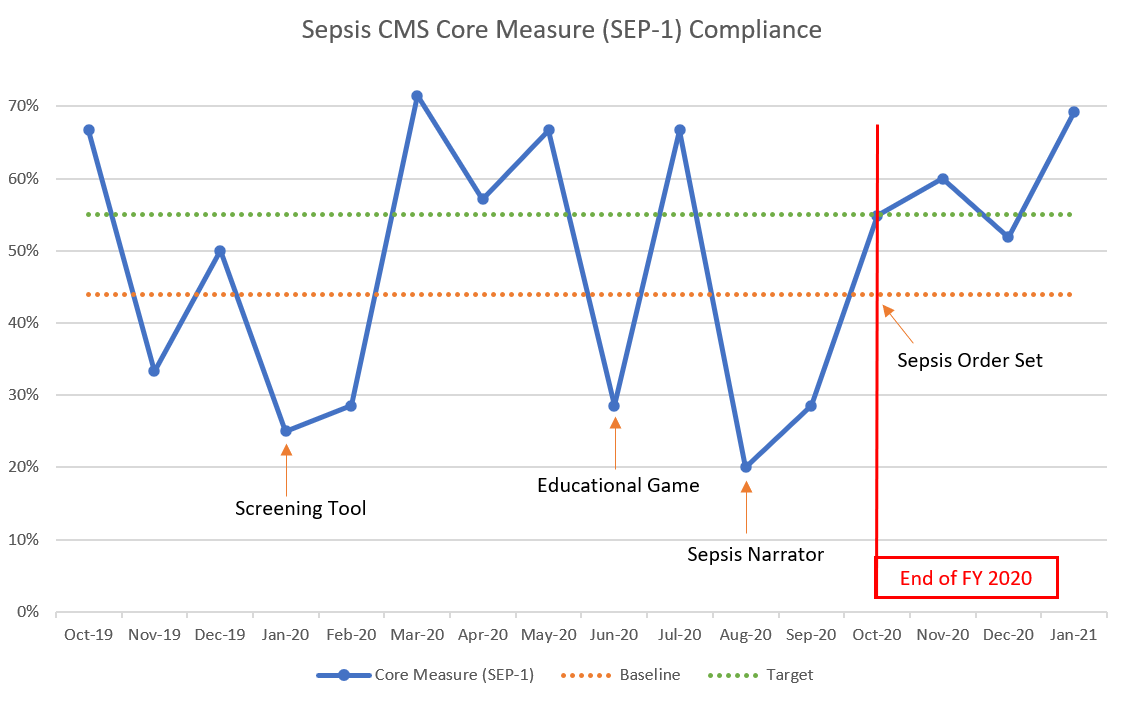 Sepsis CMS Core Measure (SEP-1) Compliance
70%
60%
50%
40%
30%
20%
10%
0%
Sepsis Order Set
Educational Game
Screening Tool
Sepsis Narrator
End of FY 2020
Oct-19 Nov-19 Dec-19 Jan-20 Feb-20 Mar-20 Apr-20 May-20 Jun-20 Jul-20 Aug-20 Sep-20 Oct-20 Nov-20 Dec-20 Jan-21
Core Measure (SEP-1) Baseline Target